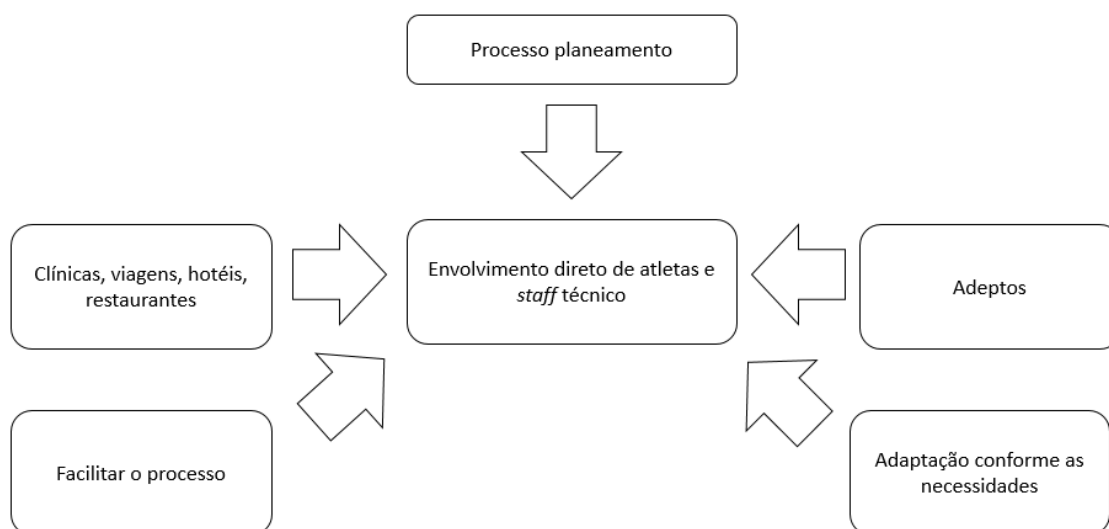 Processo planeamento
Clínicas, viagens, hotéis,
restaurantes
Envolvimento direto de atletas e
staff técnico
Adeptos
Facilitar o processo
Adaptação conforme as
necessidades